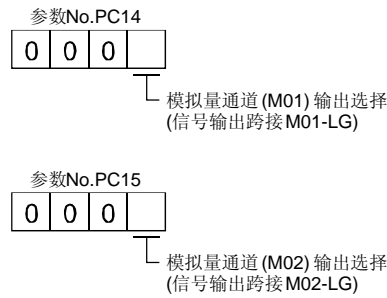 参数No.PC14
0 0 0
模拟量通道(M01)输出选择
(信号输出跨接M01-LG)
参数No.PC15
0 0 0
模拟量通道(M02)输出选择
(信号输出跨接M02-LG)